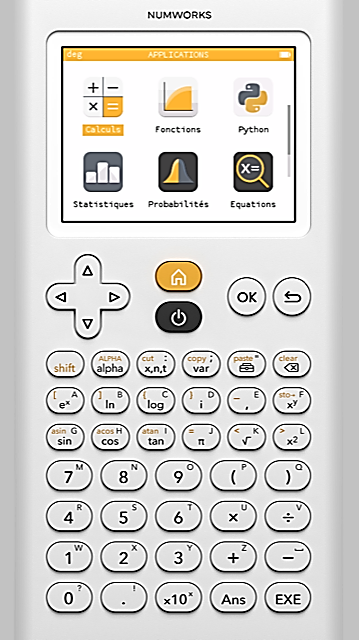 NUMWORKS
deg APPLICATIONS
Calculs Fonctions Python
Statistiques Probabilités Equations
OK
shift ALPHA alpha cut : x,n,t copy ; var paste " clear
[ A eˣ ] B ln { C log } D i _ E , sto→ F xʸ
asin G sin acos H cos atan I tan = J π < K √ > L x²
7 M 8 N 9 O ( P ) Q
4 R 5 S 6 T × U ÷ V
1 W 2 X 3 Y + Z −
0 ? . ! ×10ˣ Ans EXE